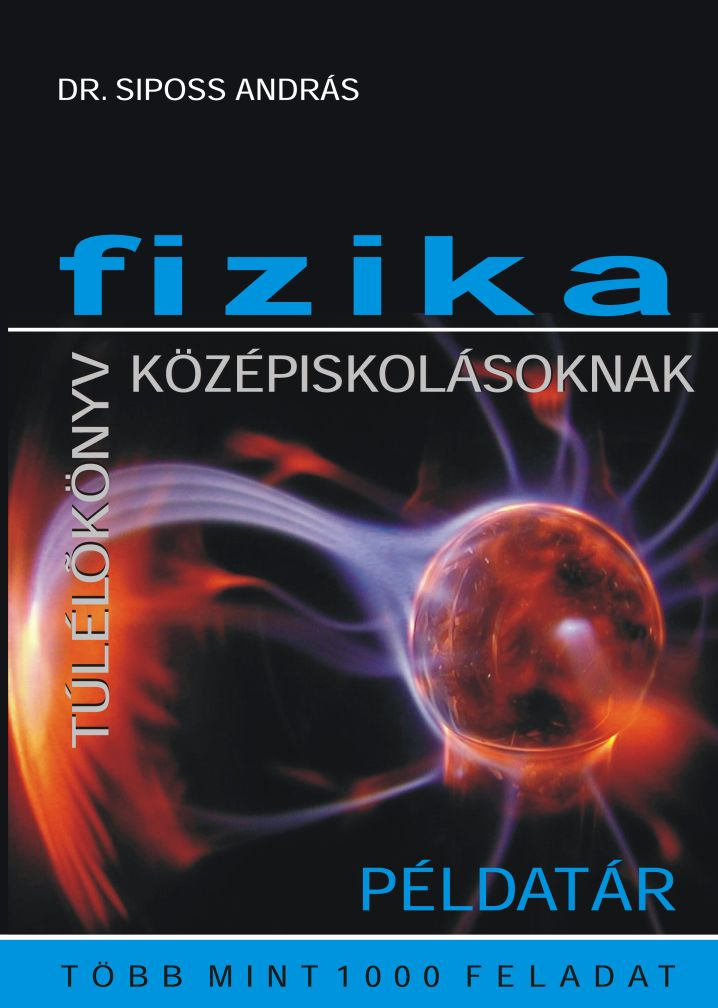 DR. SIPOSS ANDRÁS
fizika
TÚLÉLŐKÖNYV
KÖZÉPISKOLÁSOKNAK
PÉLDATÁR
TÖBB MINT 1000 FELADAT